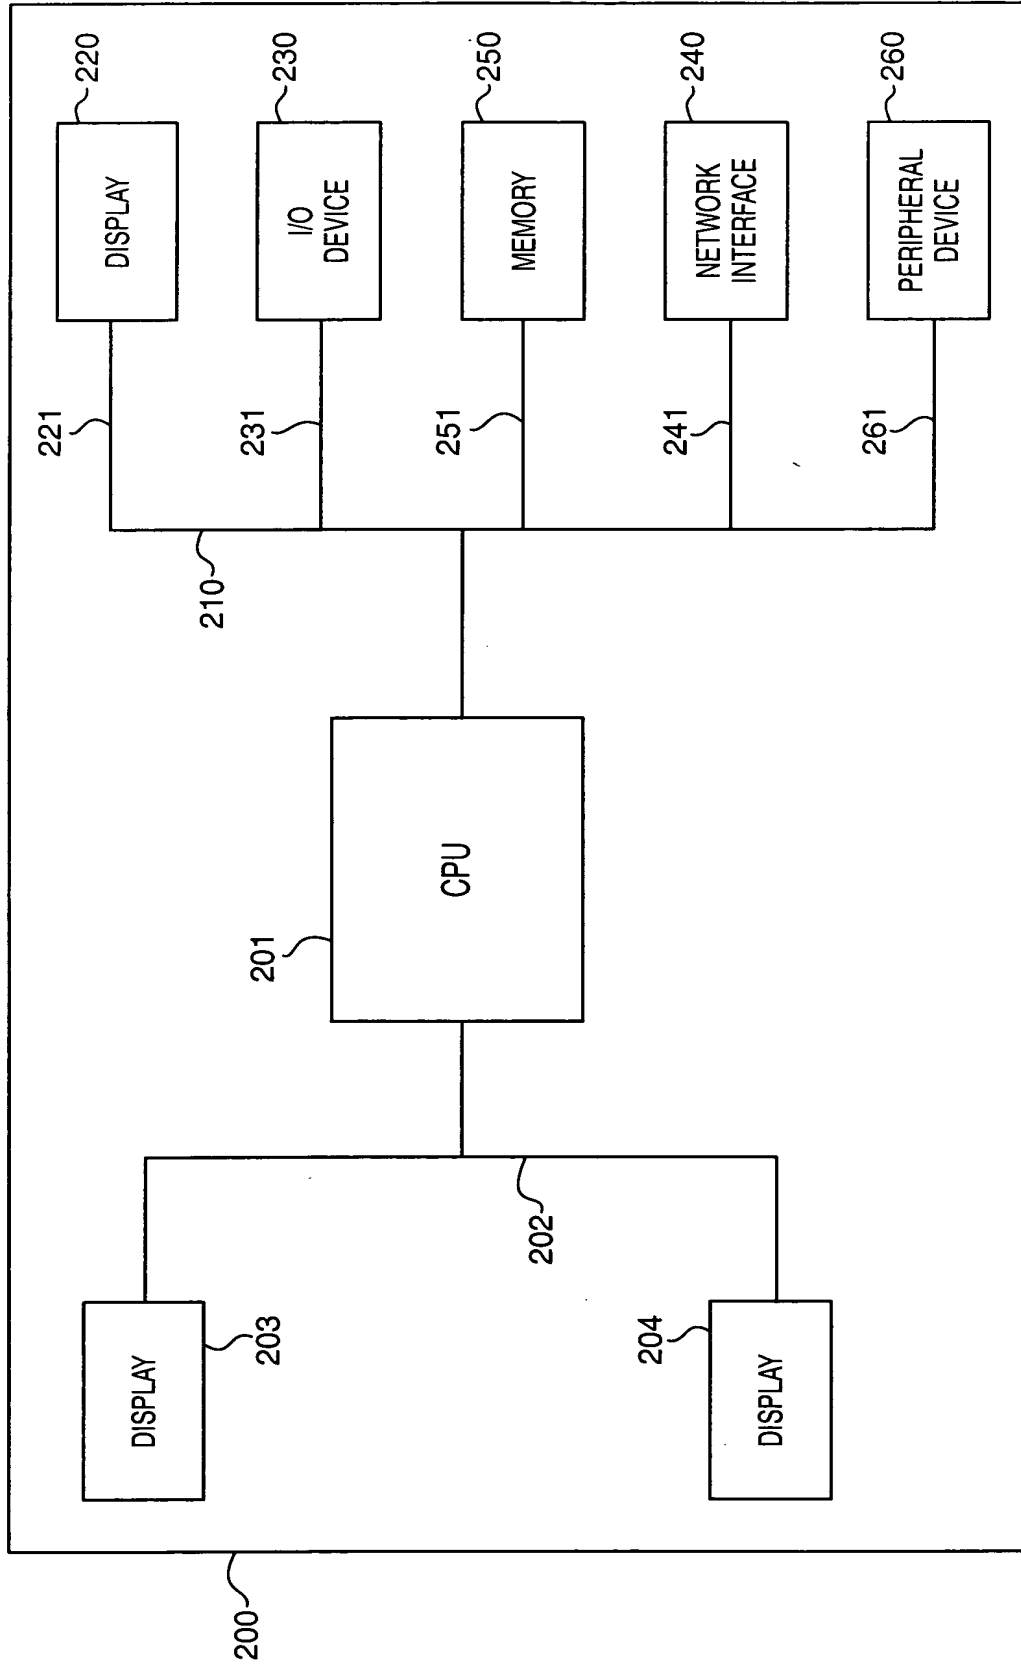 220
DISPLAY
221
230
I/O
DEVICE
231
250
MEMORY
251
240
NETWORK
INTERFACE
241
260
PERIPHERAL
DEVICE
261
210
CPU
201
202
DISPLAY
203
DISPLAY
204
200